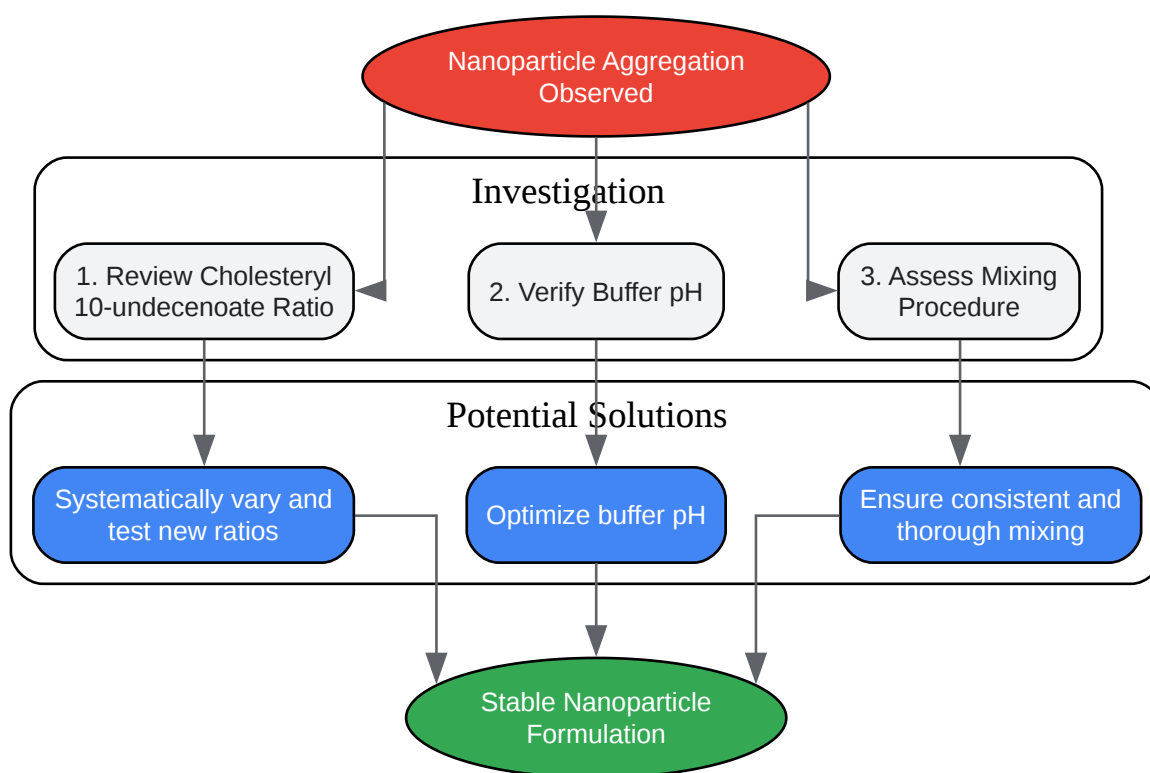 Nanoparticle Aggregation
Observed
Investigation
1. Review Cholesteryl
10-undecenoate Ratio
2. Verify Buffer pH
3. Assess Mixing
Procedure
Potential Solutions
Systematically vary and
test new ratios
Optimize buffer pH
Ensure consistent and
thorough mixing
Stable Nanoparticle
Formulation